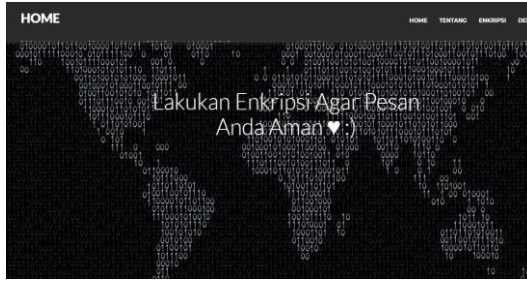 HOME
HOME TENTANG ENKRIPSI
Lakukan Enkripsi Agar Pesan
Anda Aman ♥ :)